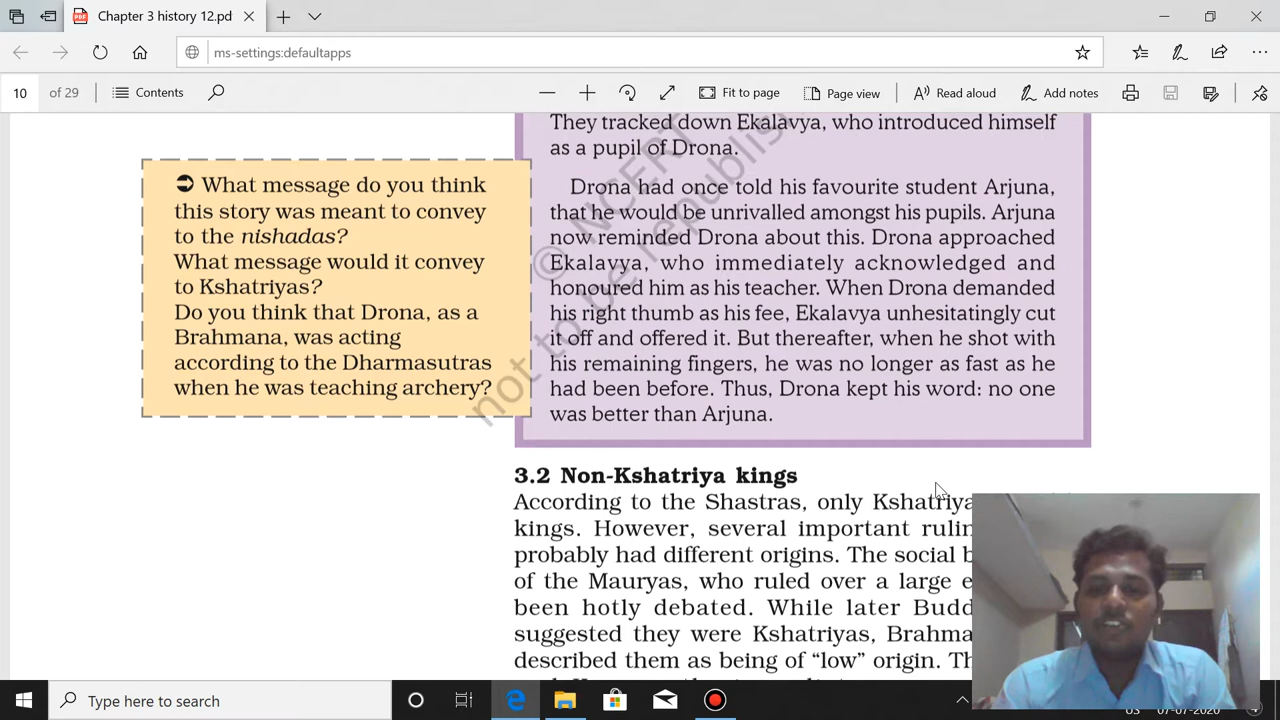 Chapter 3 history 12.pd
ms-settings:defaultapps
10 of 29 Contents Fit to page Page view Read aloud Add notes
They tracked down Ekalavya, who introduced himself
as a pupil of Drona.
What message do you think
this story was meant to convey
to the nishadas?
What message would it convey
to Kshatriyas?
Do you think that Drona, as a
Brahmana, was acting
according to the Dharmasutras
when he was teaching archery?
Drona had once told his favourite student Arjuna,
that he would be unrivalled amongst his pupils. Arjuna
now reminded Drona about this. Drona approached
Ekalavya, who immediately acknowledged and
honoured him as his teacher. When Drona demanded
his right thumb as his fee, Ekalavya unhesitatingly cut
it off and offered it. But thereafter, when he shot with
his remaining fingers, he was no longer as fast as he
had been before. Thus, Drona kept his word: no one
was better than Arjuna.
© NCERT
not to be republis
3.2 Non-Kshatriya kings
According to the Shastras, only Kshatriya
kings. However, several important rulin
probably had different origins. The social b
of the Mauryas, who ruled over a large e
been hotly debated. While later Budd
suggested they were Kshatriyas, Brahma
described them as being of "low" origin. Th
Type here to search
07-07-2020